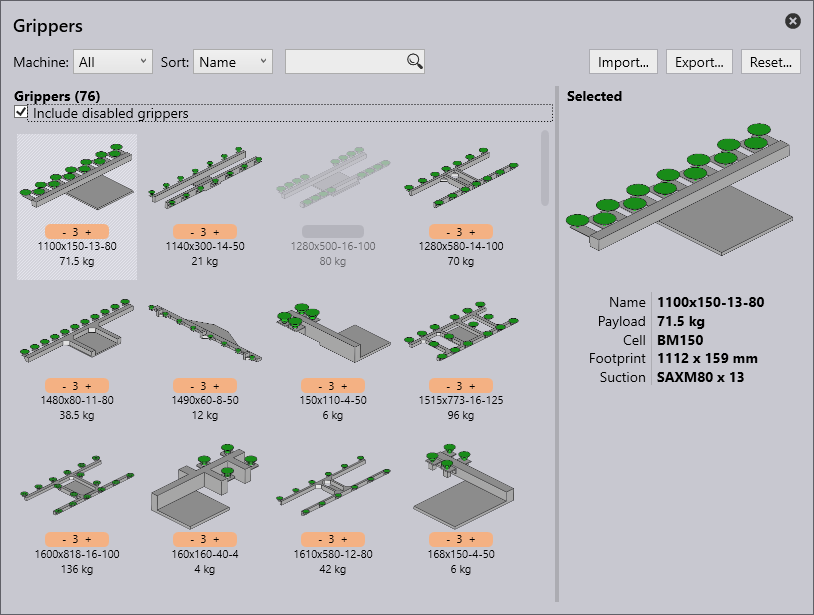 Grippers
Machine: All Sort: Name Import... Export... Reset...
Grippers (76)
Include disabled grippers
- 3 + - 3 + - 3 +
1100x150-13-80 1140x300-14-50 1280x500-16-100 1280x580-14-100
71.5 kg 21 kg 80 kg 70 kg
- 3 + - 3 + - 3 + - 3 +
1480x80-11-80 1490x60-8-50 150x110-4-50 1515x773-16-125
38.5 kg 12 kg 6 kg 96 kg
- 3 + - 3 + - 3 + - 3 +
1600x818-16-100 160x160-40-4 1610x580-12-80 168x150-4-50
136 kg 4 kg 42 kg 6 kg
Selected
Name 1100x150-13-80
Payload 71.5 kg
Cell BM150
Footprint 1112 x 159 mm
Suction SAXM80 x 13